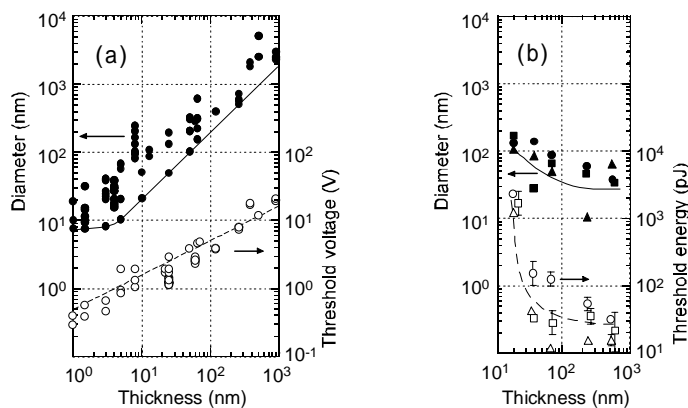 (a)
10⁴
10³
10²
10¹
10⁰
Diameter (nm)
10²
10¹
10⁰
10⁻¹
Threshold voltage (V)
10⁰ 10¹ 10² 10³
Thickness (nm)
(b)
10⁴
10³
10²
10¹
10⁰
Diameter (nm)
10⁵
10⁴
10³
10²
10¹
Threshold energy (pJ)
10¹ 10² 10³
Thickness (nm)